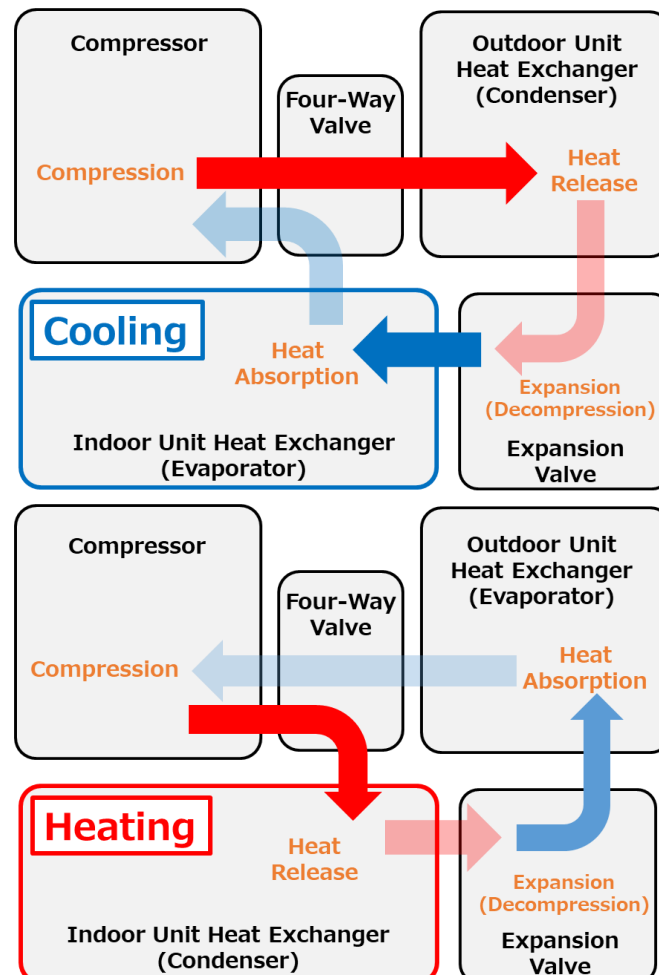 Compressor
Four-Way
Valve
Outdoor Unit
Heat Exchanger
(Condenser)
Compression
Heat
Release
Cooling
Heat
Absorption
Indoor Unit Heat Exchanger
(Evaporator)
Expansion
(Decompression)
Expansion
Valve
Compressor
Four-Way
Valve
Outdoor Unit
Heat Exchanger
(Evaporator)
Compression
Heat
Absorption
Heating
Heat
Release
Indoor Unit Heat Exchanger
(Condenser)
Expansion
(Decompression)
Expansion
Valve